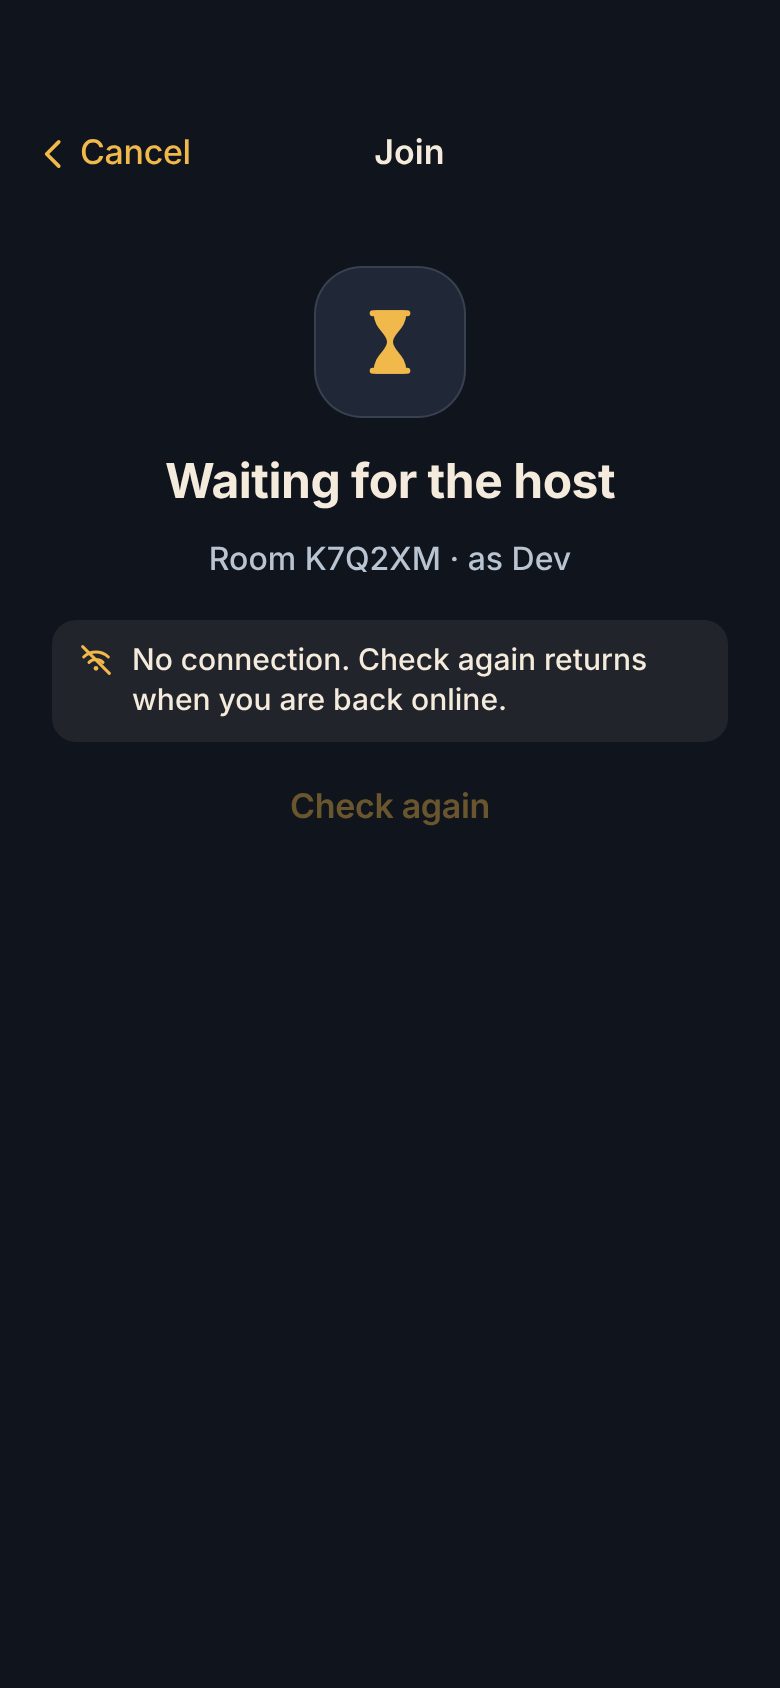 Cancel
Join
Waiting for the host
Room K7Q2XM · as Dev
No connection. Check again returns
when you are back online.
Check again